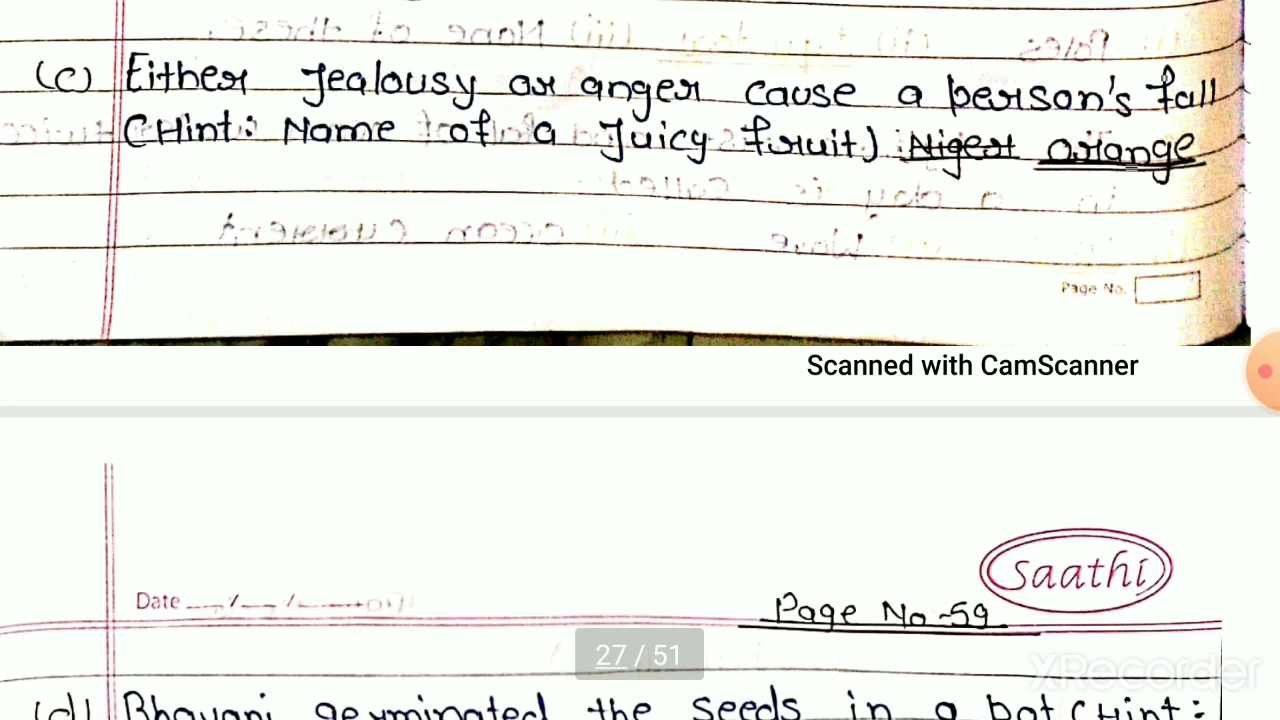 (c) Either Jealousy or anger cause a person's fall
(Hint: Name of a Juicy fruit) Nigert orange
Page No.
Scanned with CamScanner
saathi
Date
Page No-59
27 / 51
XRecorder
(d) Bhavani germinated the seeds in a pot (Hint: